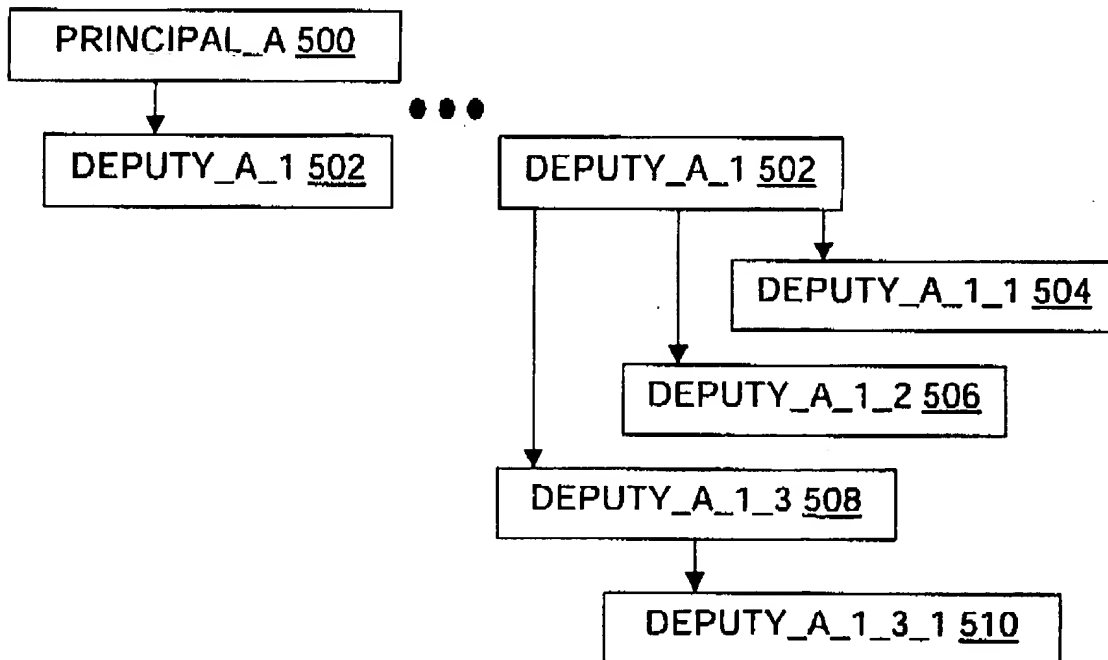 PRINCIPAL_A 500
DEPUTY_A_1 502
DEPUTY_A_1 502
DEPUTY_A_1_1 504
DEPUTY_A_1_2 506
DEPUTY_A_1_3 508
DEPUTY_A_1_3_1 510